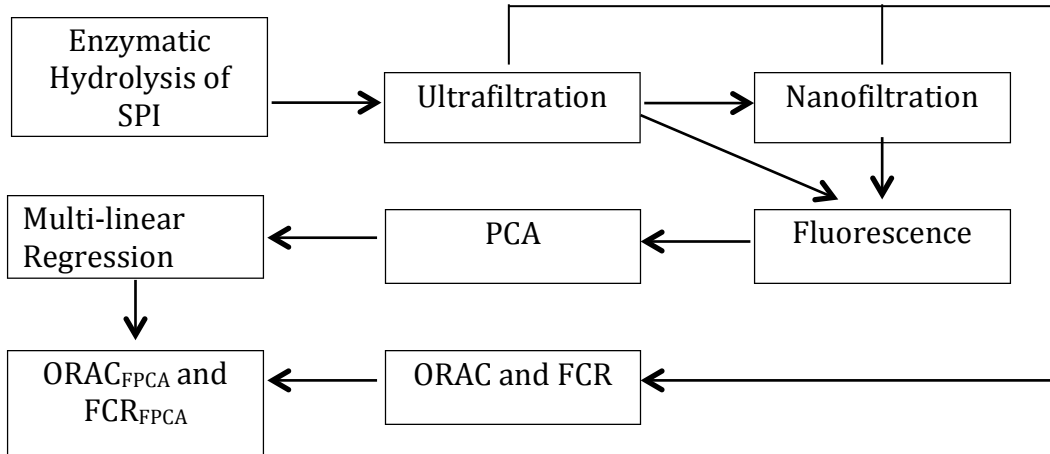 Enzymatic
Hydrolysis of
SPI
Ultrafiltration
Nanofiltration
Multi-linear
Regression
PCA
Fluorescence
ORACFPCA and
FCRFPCA
ORAC and FCR